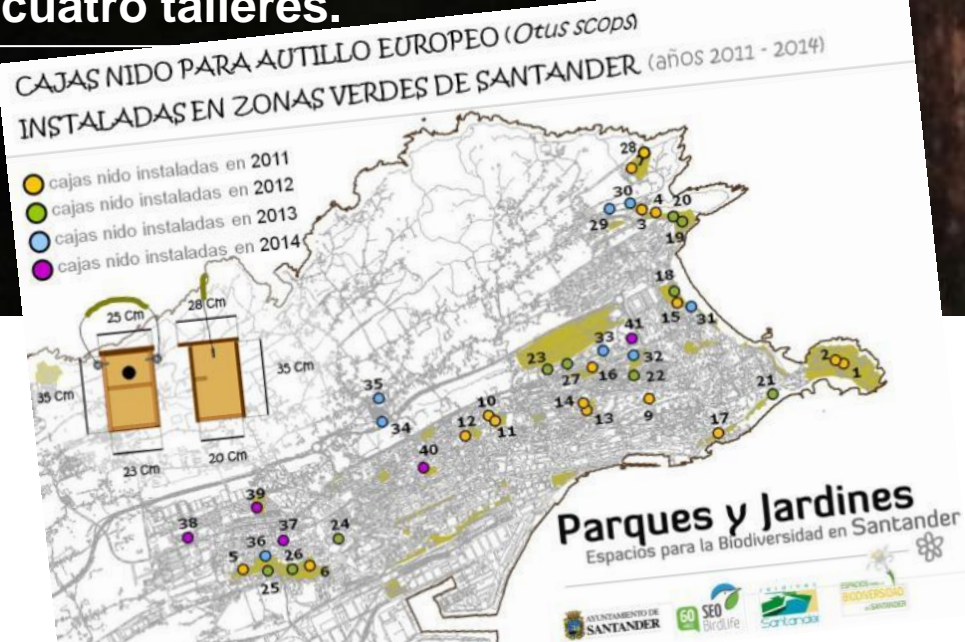 cuatro talleres.
CAJAS NIDO PARA AUTILLO EUROPEO (Otus scops)
INSTALADAS EN ZONAS VERDES DE SANTANDER (años 2011 - 2014)
cajas nido instaladas en 2011
cajas nido instaladas en 2012
cajas nido instaladas en 2013
cajas nido instaladas en 2014
25 Cm
28 Cm
35 Cm
35 Cm
23 Cm
20 Cm
28
30
4
20
29
3
19
18
15
31
41
33
32
23
27
16
22
21
2
1
35
34
10
14
12
11
13
9
17
40
39
38
37
24
36
5
26
6
25
Parques y Jardines
Espacios para la Biodiversidad en Santander
AYUNTAMIENTO DE
SANTANDER
60
SEO
BirdLife
Santander
BIODIVERSIDAD